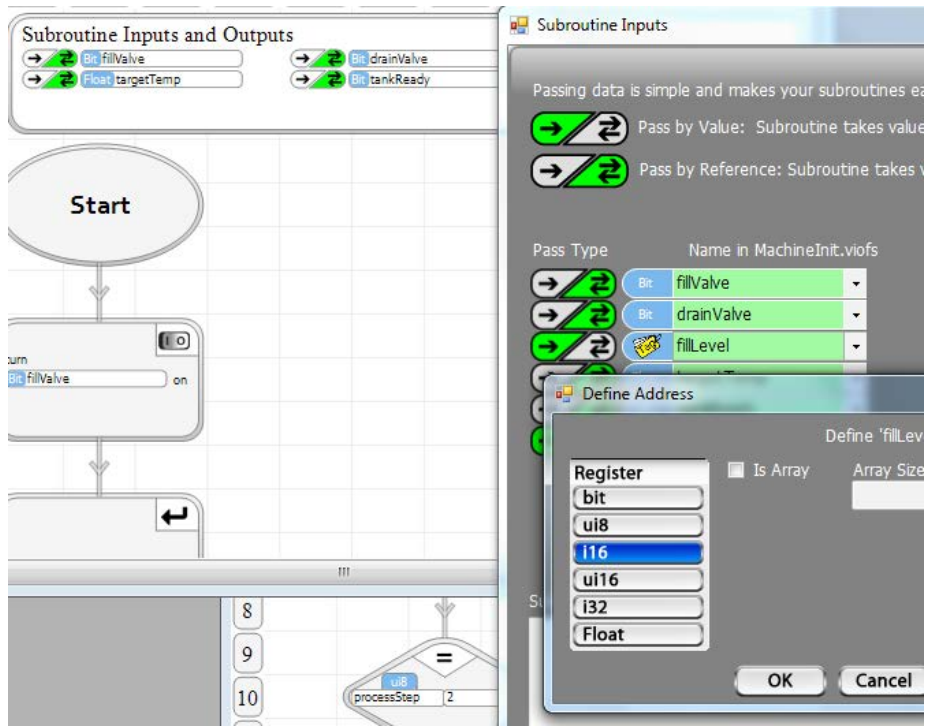 Subroutine Inputs and Outputs
Bit fillValve
Bit drainValve
Float targetTemp
Bit tankReady
Start
turn
Bit fillValve on
8
9
10
=
ui8
processStep 2
Subroutine Inputs
Passing data is simple and makes your subroutines ea
Pass by Value: Subroutine takes value
Pass by Reference: Subroutine takes v
Pass Type Name in MachineInit.viofs
Bit fillValve
Bit drainValve
fillLevel
Define Address
Define 'fillLev
Register
Is Array
Array Size
bit
ui8
i16
ui16
i32
Float
OK
Cancel